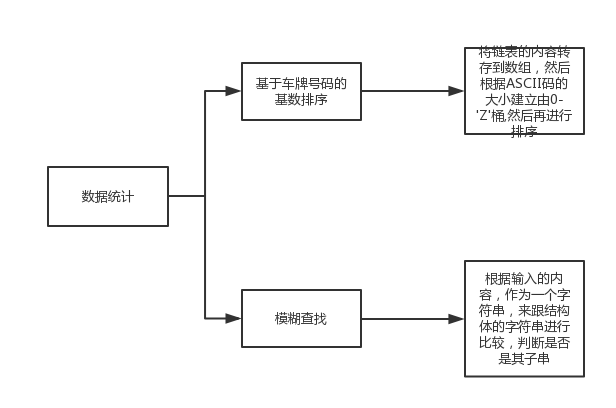 数据统计
基于车牌号码的
基数排序
将链表的内容转
存到数组，然后
根据ASCII码的
大小建立由0-
'Z'桶,然后再进行
排序
模糊查找
根据输入的内
容，作为一个字
符串，来跟结构
体的字符串进行
比较，判断是否
是其子串